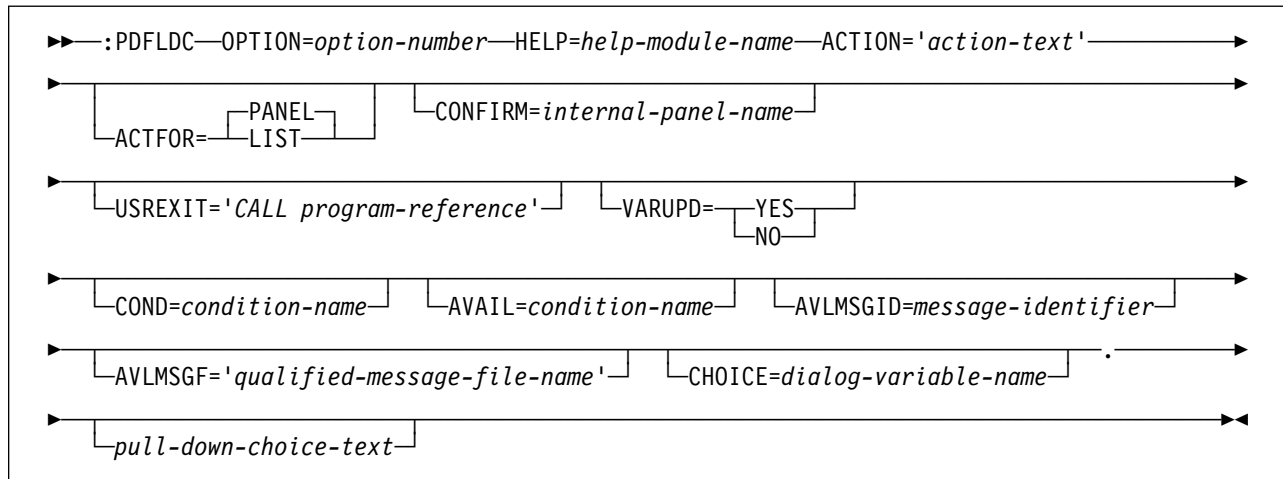 :PDFLDC OPTION=option-number HELP=help-module-name ACTION='action-text'
PANEL
ACTFOR= LIST
CONFIRM=internal-panel-name
USREXIT='CALL program-reference'
VARUPD= YES
NO
COND=condition-name AVAIL=condition-name AVLMSGID=message-identifier
.
AVLMSGF='qualified-message-file-name' CHOICE=dialog-variable-name
pull-down-choice-text